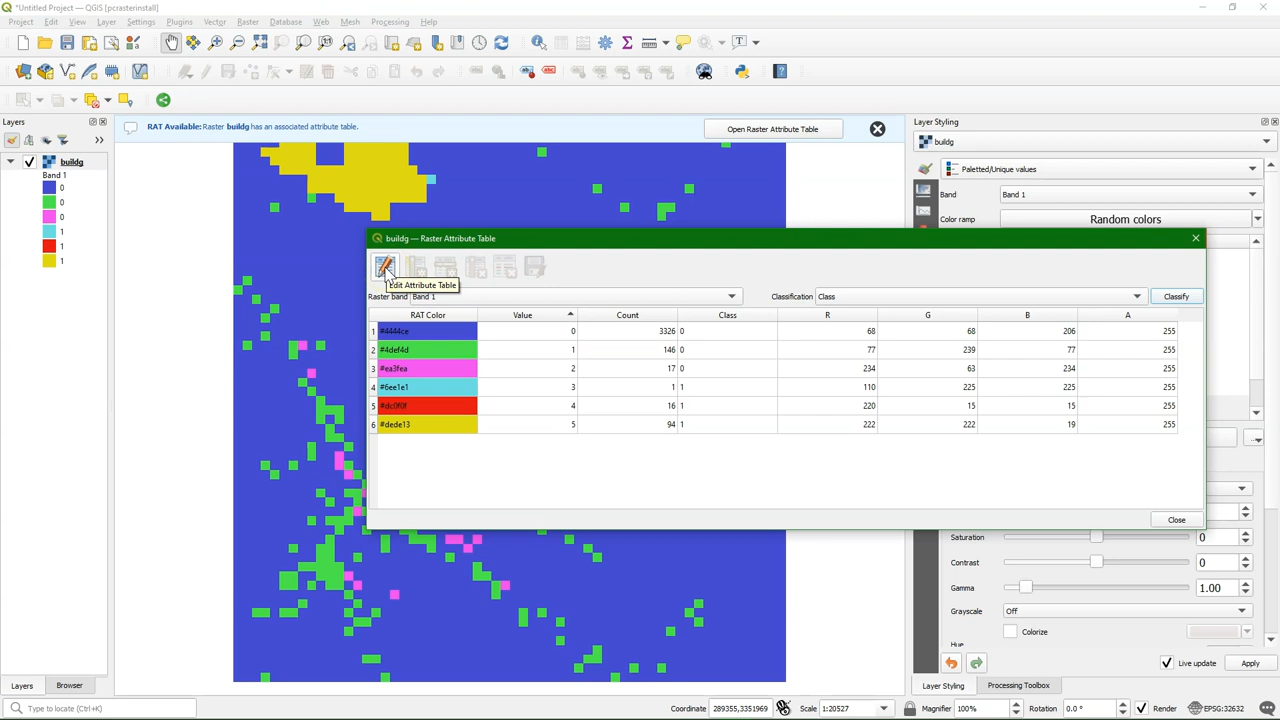 *Untitled Project — QGIS [pcrasterinstall]
Project Edit View Layer Settings Plugins Vector Raster Database Web Mesh Processing Help
Layers
RAT Available: Raster buildg has an associated attribute table.
Open Raster Attribute Table
Layer Styling
buildg
buildg
Band 1
0
0
0
1
1
1
Paletted/Unique values
Band Band 1
Color ramp Random colors
buildg — Raster Attribute Table
Edit Attribute Table
Raster band Band 1 Classification Class Classify
RAT Color Value Count Class R G B A
1 #4444ce 0 3326 0 68 68 206 255
2 #4def4d 1 146 0 77 239 77 255
3 #ea3fea 2 17 0 234 63 234 255
4 #6ee1e1 3 1 1 110 225 225 255
5 #dc0f0f 4 16 1 220 15 15 255
6 #dede13 5 94 1 222 222 19 255
Close
Saturation 0
Contrast 0
Gamma 1.00
Grayscale Off
Colorize
Hue
Live update Apply
Layers Browser
Layer Styling Processing Toolbox
Type to locate (Ctrl+K)
Coordinate 289355,3351969 Scale 1:20527 Magnifier 100% Rotation 0.0 ° Render EPSG:32632